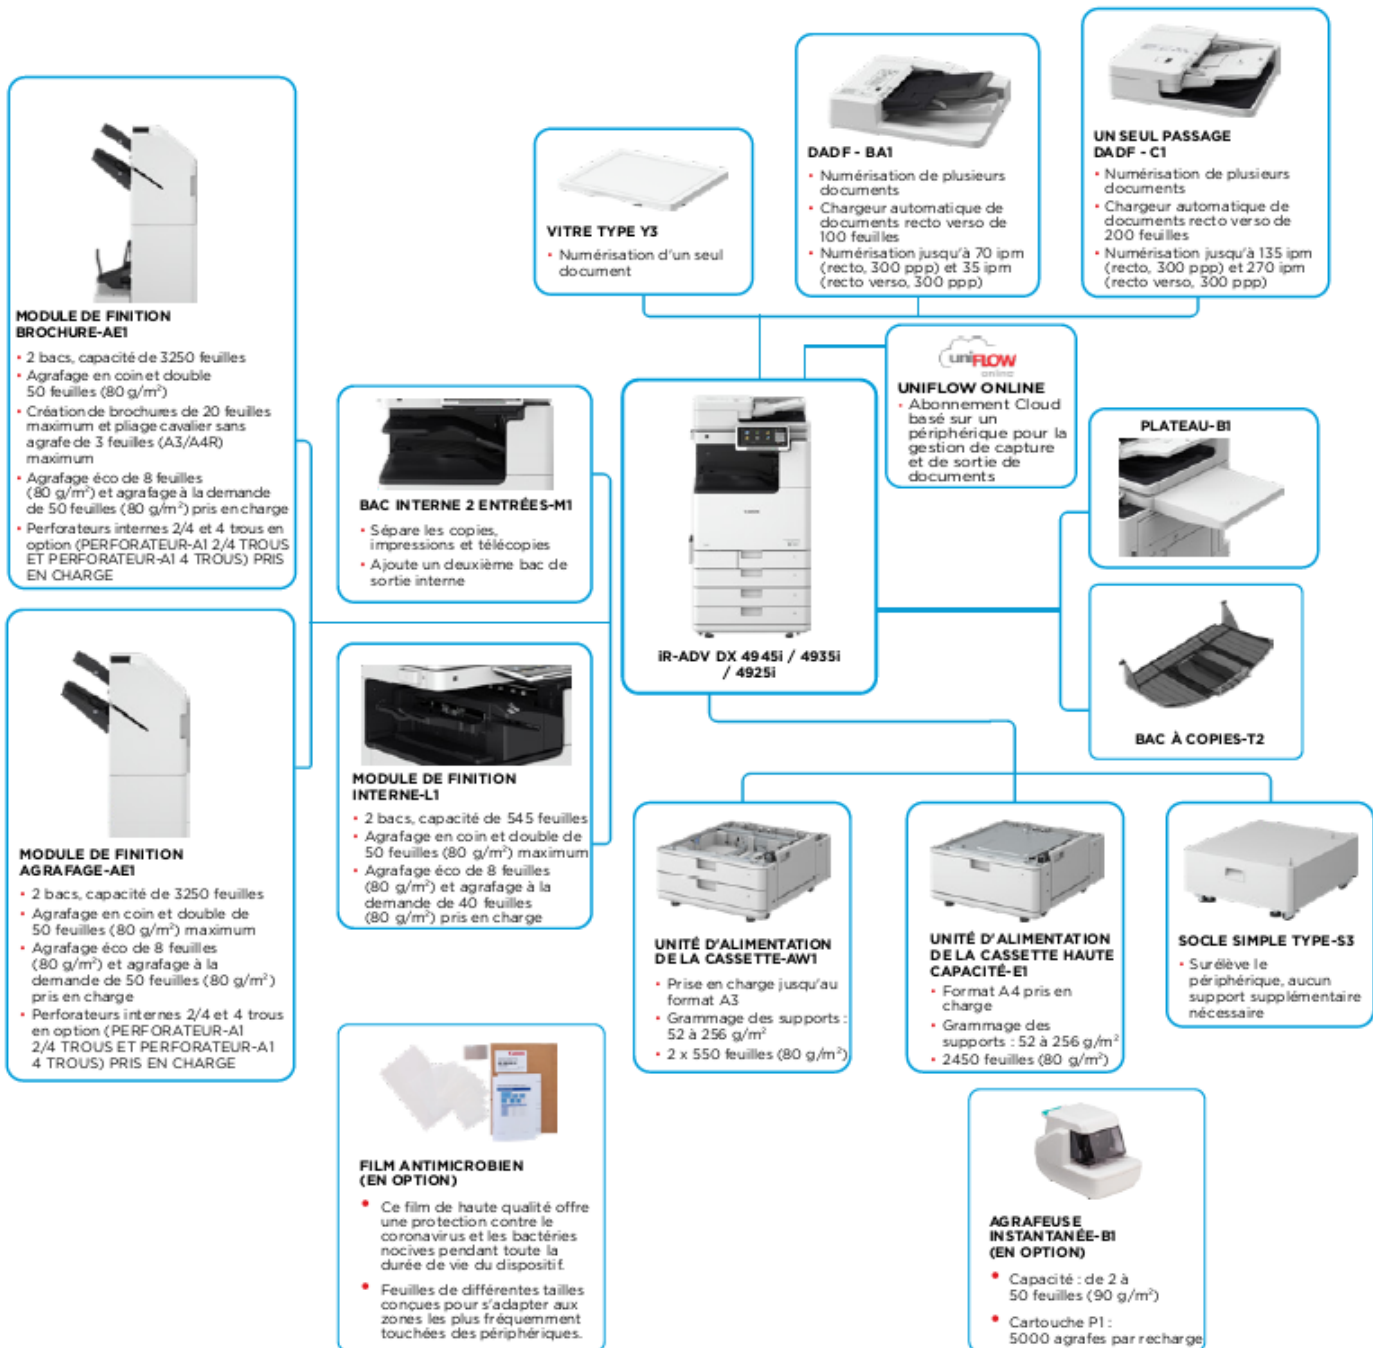 MODULE DE FINITION
BROCHURE-AE1
• 2 bacs, capacité de 3250 feuilles
• Agrafage en coin et double
50 feuilles (80 g/m²)
• Création de brochures de 20 feuilles
maximum et pliage cavalier sans
agrafe de 3 feuilles (A3/A4R)
maximum
• Agrafage éco de 8 feuilles
(80 g/m²) et agrafage à la demande
de 50 feuilles (80 g/m²) pris en charge
• Perforateurs internes 2/4 et 4 trous en
option (PERFORATEUR-A1 2/4 TROUS
ET PERFORATEUR-A1 4 TROUS) PRIS
EN CHARGE
MODULE DE FINITION
AGRAFAGE-AE1
• 2 bacs, capacité de 3250 feuilles
• Agrafage en coin et double de
50 feuilles (80 g/m²) maximum
• Agrafage éco de 8 feuilles
(80 g/m²) et agrafage à la
demande de 50 feuilles (80 g/m²)
pris en charge
• Perforateurs internes 2/4 et 4 trous
en option (PERFORATEUR-A1
2/4 TROUS ET PERFORATEUR-A1
4 TROUS) PRIS EN CHARGE
VITRE TYPE Y3
• Numérisation d'un seul
document
DADF - BA1
• Numérisation de plusieurs
documents
• Chargeur automatique de
documents recto verso de
100 feuilles
• Numérisation jusqu'à 70 ipm
(recto, 300 ppp) et 35 ipm
(recto verso, 300 ppp)
UN SEUL PASSAGE
DADF - C1
• Numérisation de plusieurs
documents
• Chargeur automatique de
documents recto verso de
200 feuilles
• Numérisation jusqu'à 135 ipm
(recto, 300 ppp) et 270 ipm
(recto verso, 300 ppp)
uniFLOW
online
UNIFLOW ONLINE
• Abonnement Cloud
basé sur un
périphérique pour la
gestion de capture
et de sortie de
documents
BAC INTERNE 2 ENTRÉES-M1
• Sépare les copies,
impressions et télécopies
• Ajoute un deuxième bac de
sortie interne
MODULE DE FINITION
INTERNE-L1
• 2 bacs, capacité de 545 feuilles
• Agrafage en coin et double de
50 feuilles (80 g/m²) maximum
• Agrafage éco de 8 feuilles
(80 g/m²) et agrafage à la
demande de 40 feuilles
(80 g/m²) pris en charge
iR-ADV DX 4945i / 4935i
/ 4925i
PLATEAU-B1
BAC À COPIES-T2
UNITÉ D'ALIMENTATION
DE LA CASSETTE-AW1
• Prise en charge jusqu'au
format A3
• Grammage des supports :
52 à 256 g/m²
• 2 x 550 feuilles (80 g/m²)
UNITÉ D'ALIMENTATION
DE LA CASSETTE HAUTE
CAPACITÉ-E1
• Format A4 pris en
charge
• Grammage des
supports : 52 à 256 g/m²
• 2450 feuilles (80 g/m²)
SOCLE SIMPLE TYPE-S3
• Surélève le
périphérique, aucun
support supplémentaire
nécessaire
FILM ANTIMICROBIEN
(EN OPTION)
• Ce film de haute qualité offre
une protection contre le
coronavirus et les bactéries
nocives pendant toute la
durée de vie du dispositif.
• Feuilles de différentes tailles
conçues pour s'adapter aux
zones les plus fréquemment
touchées des périphériques.
AGRAFEUSE
INSTANTANÉE-B1
(EN OPTION)
• Capacité : de 2 à
50 feuilles (90 g/m²)
• Cartouche P1 :
5000 agrafes par recharge